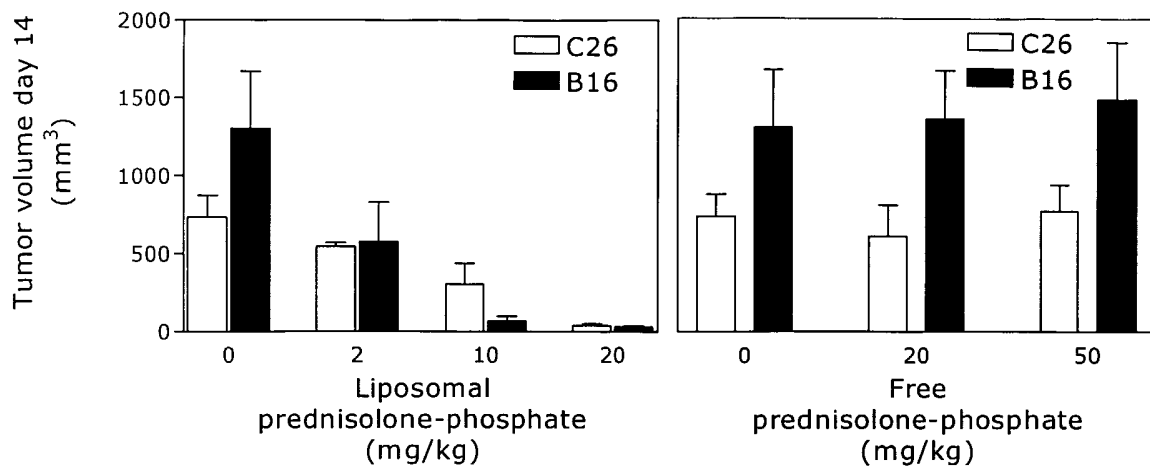 Tumor volume day 14
(mm³)
2000
1500
1000
500
0
C26
B16
0 2 10 20
Liposomal
prednisolone-phosphate
(mg/kg)
C26
B16
0 20 50
Free
prednisolone-phosphate
(mg/kg)